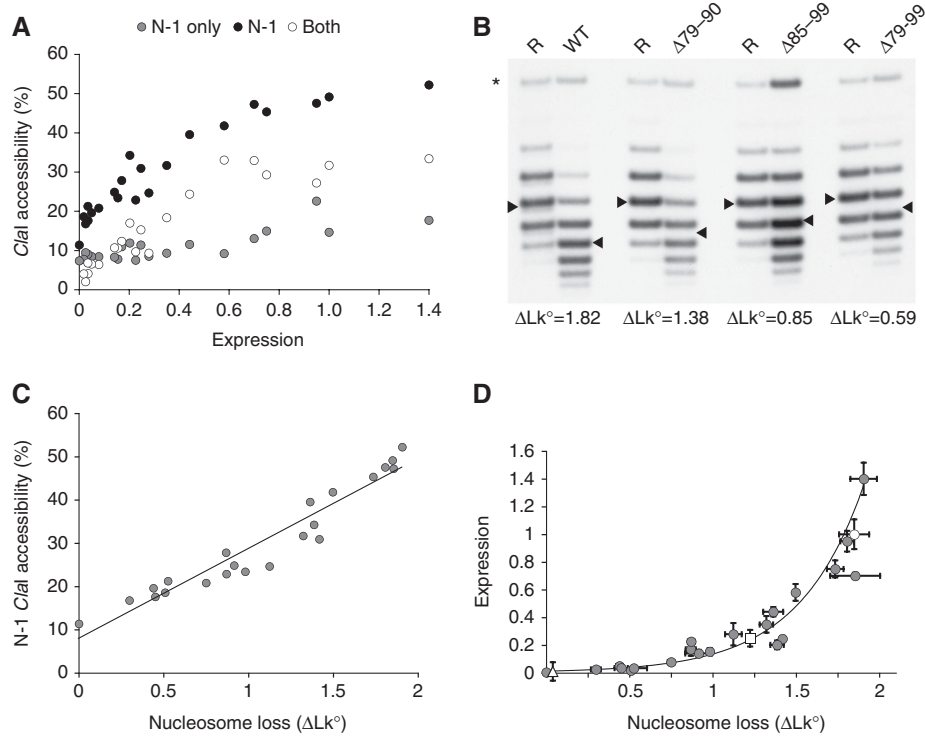 A
N-1 only N-1 Both
60
50
40
30
20
10
0
ClaI accessibility (%)
0 0.2 0.4 0.6 0.8 1.0 1.2 1.4
Expression
B
R WT R Δ79–90 R Δ85–99 R Δ79-99
*
ΔLk°=1.82 ΔLk°=1.38 ΔLk°=0.85 ΔLk°=0.59
C
60
50
40
30
20
10
0
N-1 ClaI accessibility (%)
0 0.5 1 1.5 2
Nucleosome loss (ΔLk°)
D
1.6
1.4
1.2
1
0.8
0.6
0.4
0.2
0
Expression
0.5 1 1.5 2
Nucleosome loss (ΔLk°)